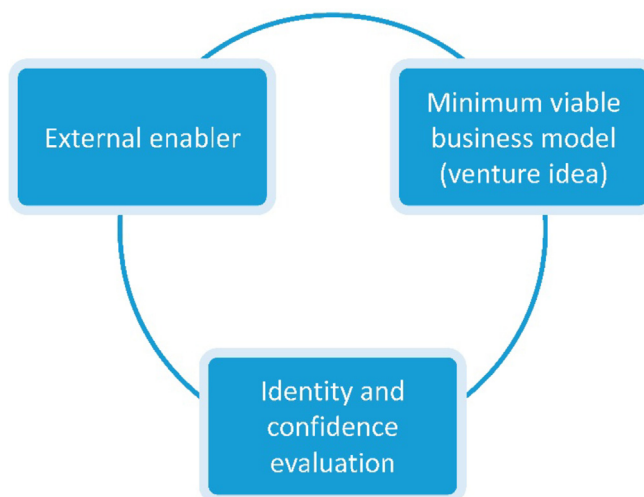 External enabler
Minimum viable
business model
(venture idea)
Identity and
confidence
evaluation